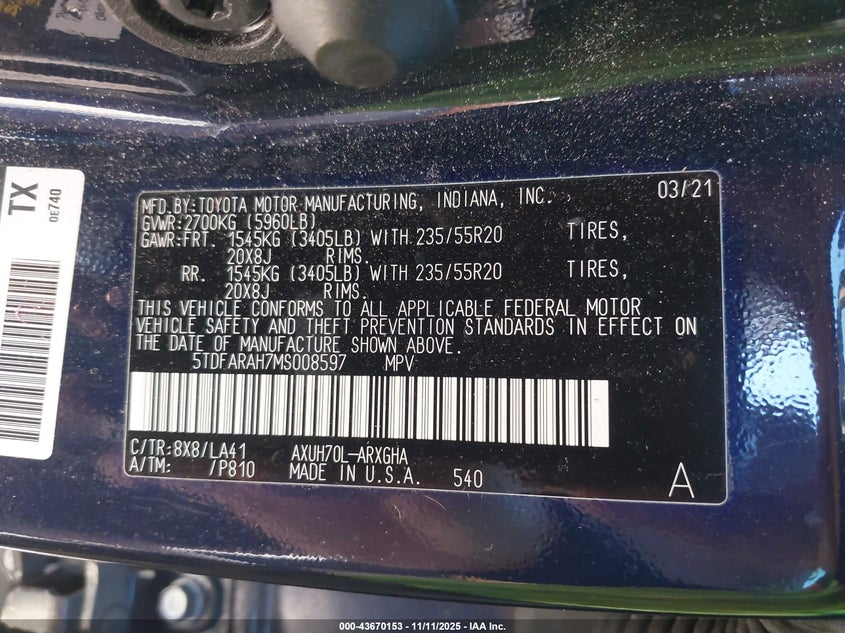 TX
0E740
MFD.BY:TOYOTA MOTOR MANUFACTURING, INDIANA, INC. 03/21
GVWR:2700KG (5960LB)
GAWR:FRT. 1545KG (3405LB) WITH 235/55R20 TIRES,
20X8J RIMS.
RR. 1545KG (3405LB) WITH 235/55R20 TIRES,
20X8J RIMS.
THIS VEHICLE CONFORMS TO ALL APPLICABLE FEDERAL MOTOR
VEHICLE SAFETY AND THEFT PREVENTION STANDARDS IN EFFECT ON
THE DATE OF MANUFACTURE SHOWN ABOVE.
5TDFARAH7MS008597 MPV
C/TR:8X8/LA41 AXUH70L-ARXGHA
A/TM: /P810 MADE IN U.S.A. 540 A
000-43670153 - 11/11/2025 - IAA Inc.